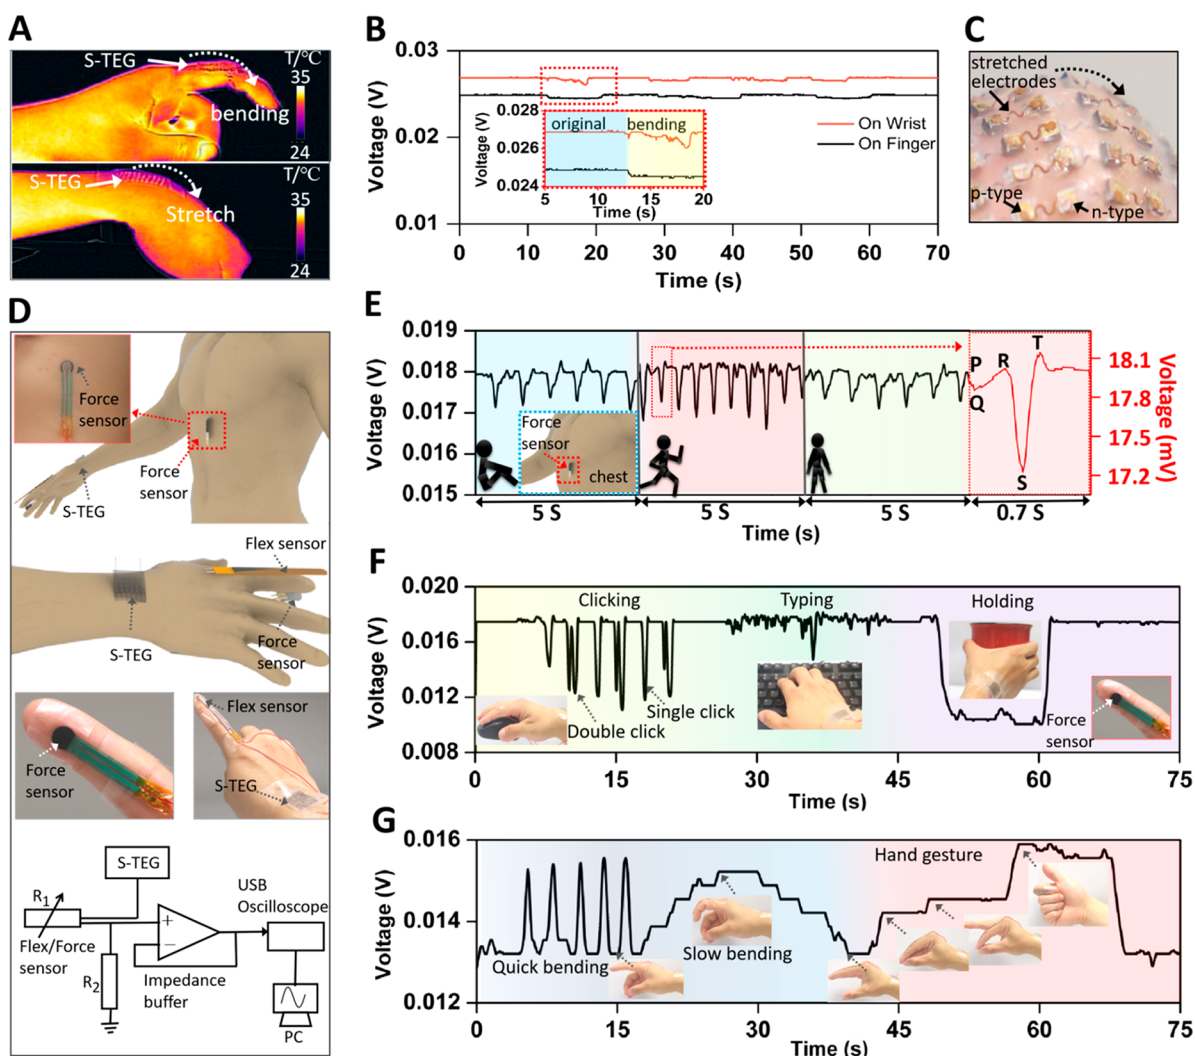 A
S-TEG
T/°C
35
bending
24
S-TEG
T/°C
35
Stretch
24
B
0.03
0.02
0.01
Voltage (V)
0 10 20 30 40 50 60 70
Time (s)
On Wrist
On Finger
0.028
0.026
0.024
Voltage (V)
original bending
5 10 15 20
Time (s)
C
stretched
electrodes
p-type
n-type
D
Force
sensor
Force
sensor
S-TEG
Flex sensor
Force
sensor
S-TEG
Force
sensor
Flex sensor
S-TEG
S-TEG
R1
Flex/Force
sensor
R2
+
−
Impedance
buffer
USB
Oscilloscope
PC
E
0.019
0.018
0.017
0.016
0.015
Voltage (V)
Force
sensor
chest
P
Q
R
S
T
18.1
17.8
17.5
17.2
Voltage (mV)
5 S 5 S 5 S 0.7 S
Time (s)
F
0.020
0.016
0.012
0.008
Voltage (V)
Clicking
Typing
Holding
Single click
Double click
Force
sensor
0 15 30 45 60 75
Time (s)
G
0.016
0.014
0.012
Voltage (V)
Hand gesture
Quick bending
Slow bending
0 15 30 45 60 75
Time (s)